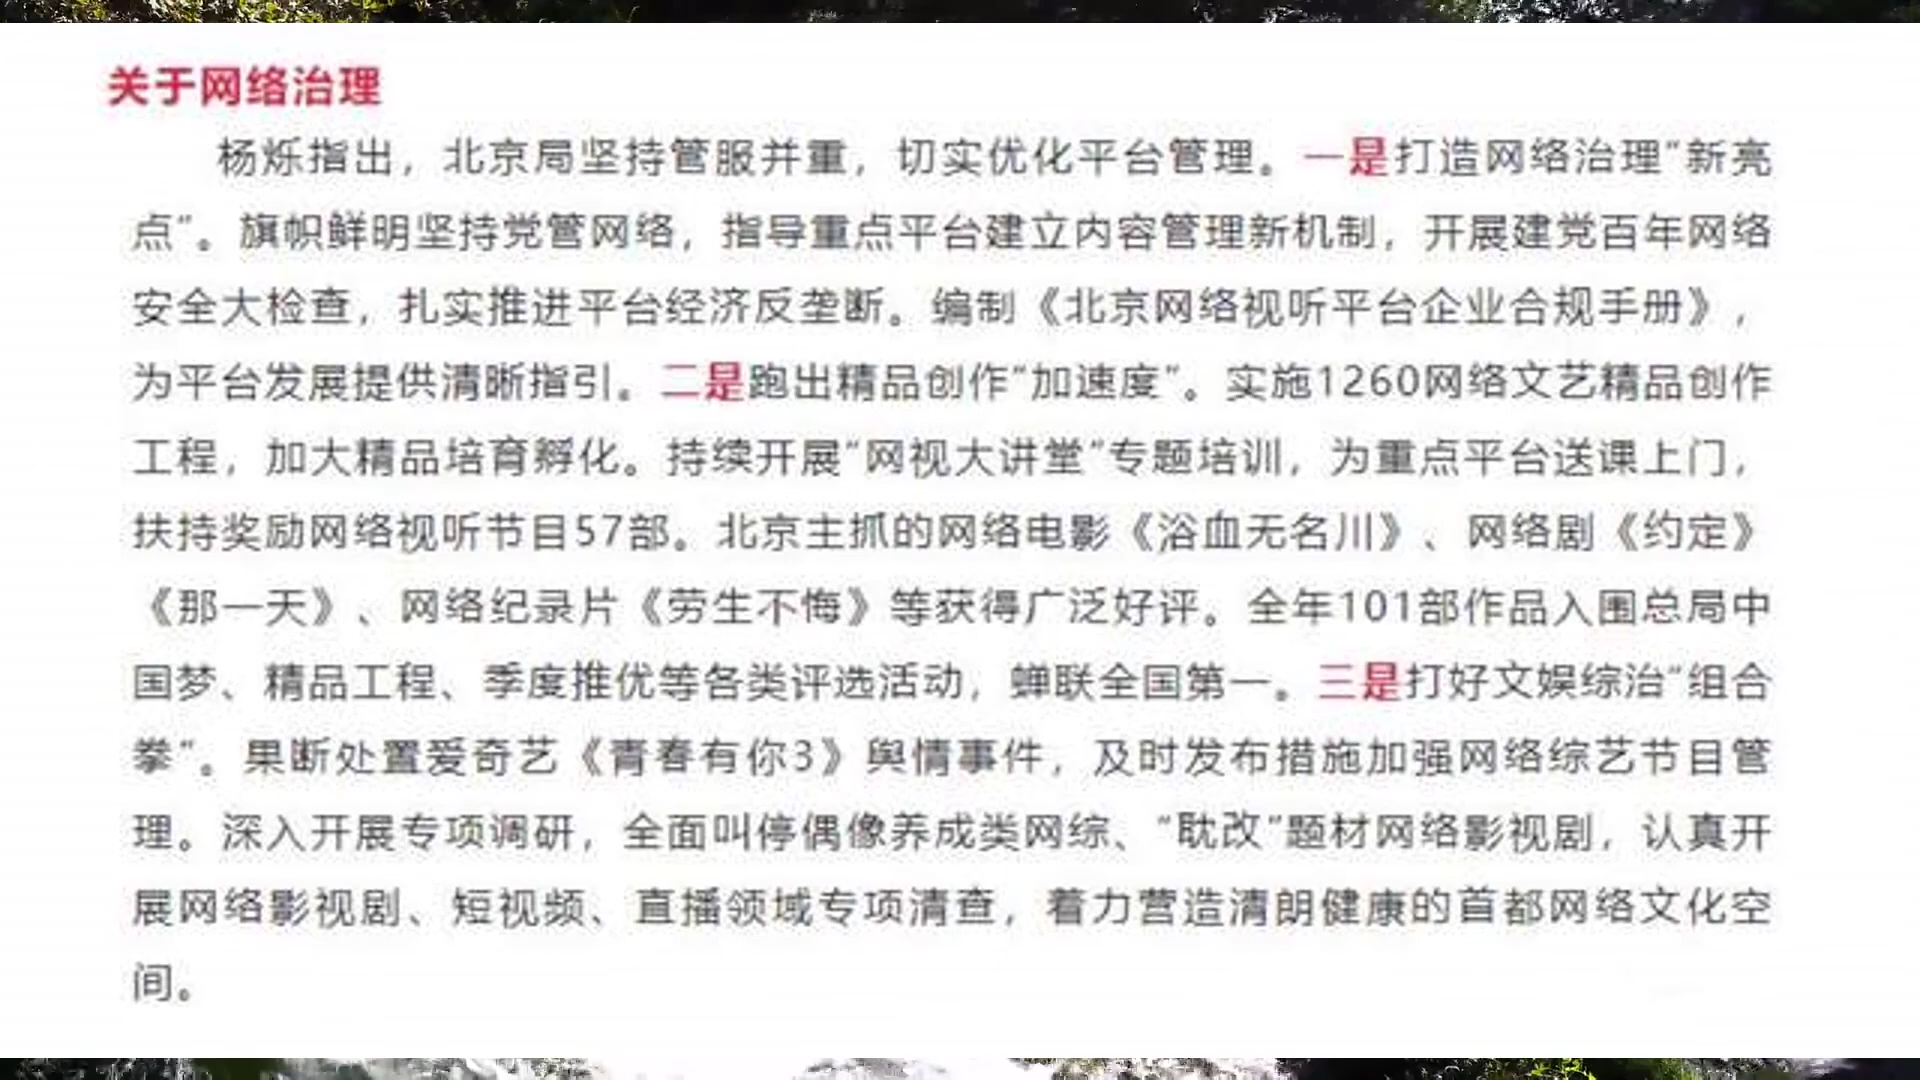 关于网络治理
杨烁指出，北京局坚持管服并重，切实优化平台管理。一是打造网络治理“新亮
点”。旗帜鲜明坚持党管网络，指导重点平台建立内容管理新机制，开展建党百年网络
安全大检查，扎实推进平台经济反垄断。编制《北京网络视听平台企业合规手册》，
为平台发展提供清晰指引。二是跑出精品创作“加速度”。实施1260网络文艺精品创作
工程，加大精品培育孵化。持续开展“网视大讲堂”专题培训，为重点平台送课上门，
扶持奖励网络视听节目57部。北京主抓的网络电影《浴血无名川》、网络剧《约定》
《那一天》、网络纪录片《劳生不悔》等获得广泛好评。全年101部作品入围总局中
国梦、精品工程、季度推优等各类评选活动，蝉联全国第一。三是打好文娱综治“组合
拳”。果断处置爱奇艺《青春有你3》舆情事件，及时发布措施加强网络综艺节目管
理。深入开展专项调研，全面叫停偶像养成类网综、“耽改”题材网络影视剧，认真开
展网络影视剧、短视频、直播领域专项清查，着力营造清朗健康的首都网络文化空
间。